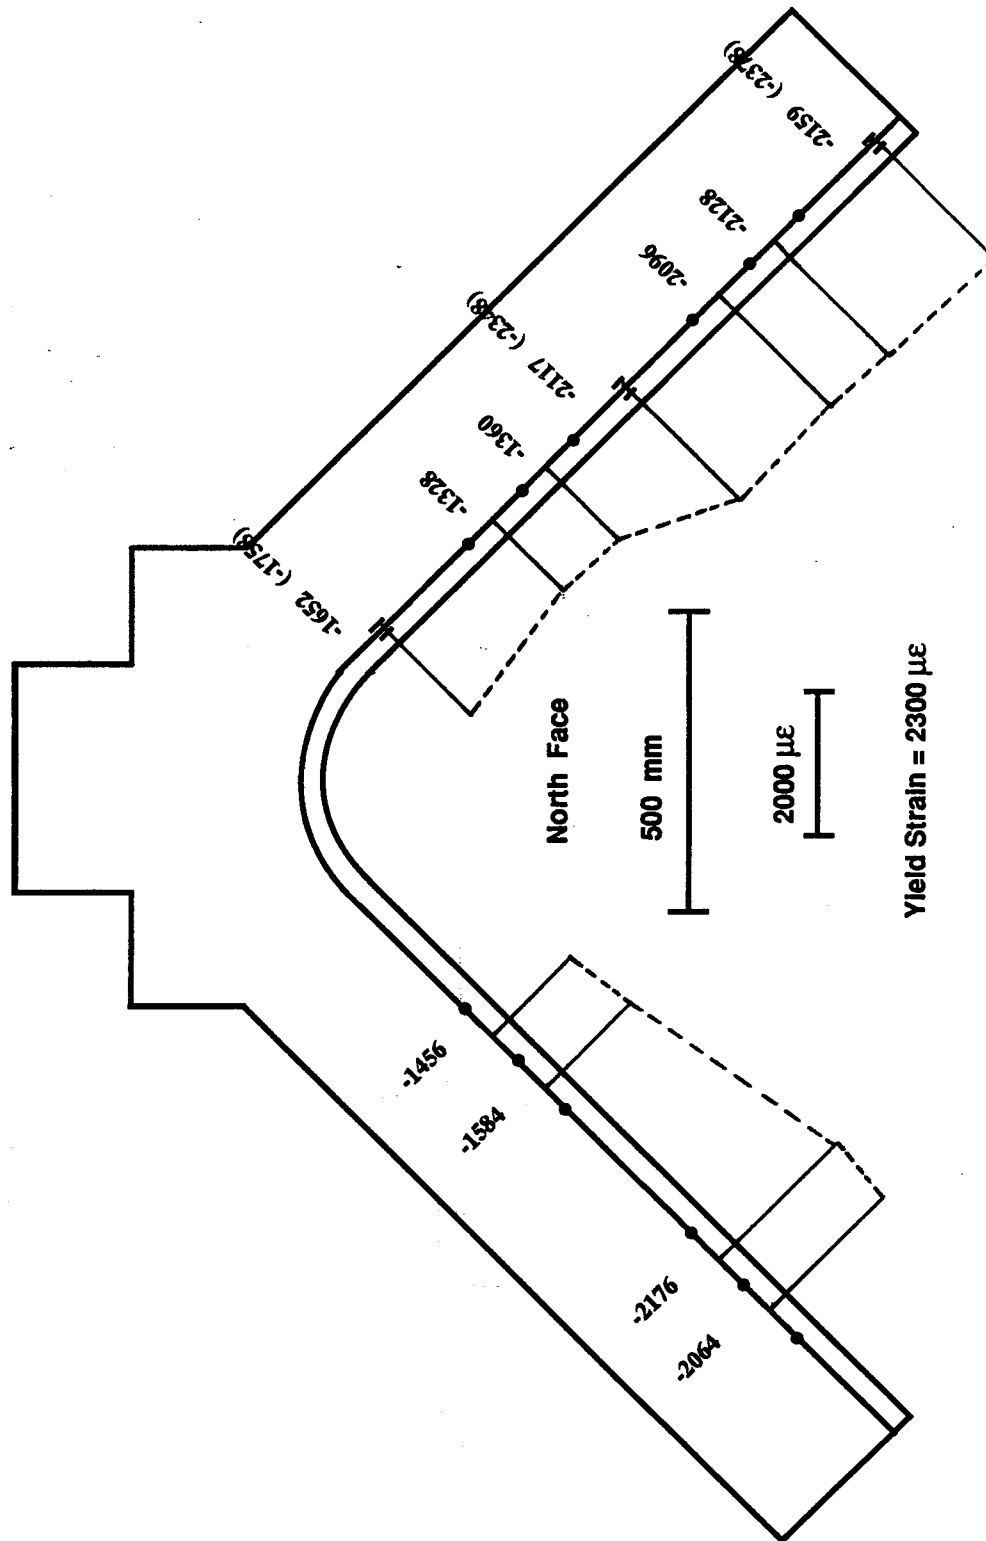 -2159 (-2378)
-2128
-2096
-2117 (-2348)
-1360
-1328
-1652 (-1758)
North Face
500 mm
2000 µε
Yield Strain = 2300 µε
-1456
-1584
-2176
-2064